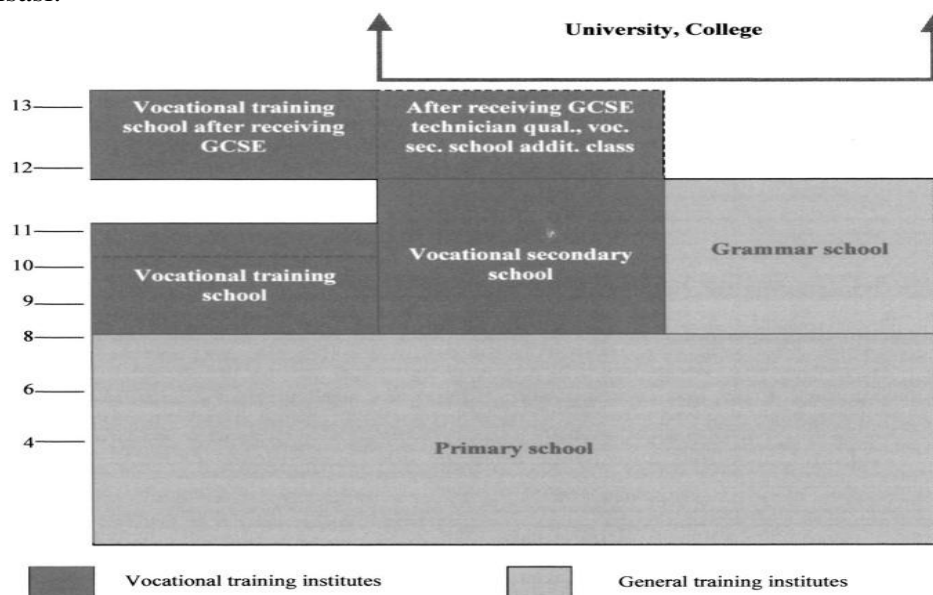 University, College
13
Vocational training
school after receiving
GCSE
After receiving GCSE
technician qual., voc.
sec. school addit. class
12
11
10
9
8
6
4
Vocational training
school
Vocational secondary
school
Grammar school
Primary school
Vocational training institutes
General training institutes